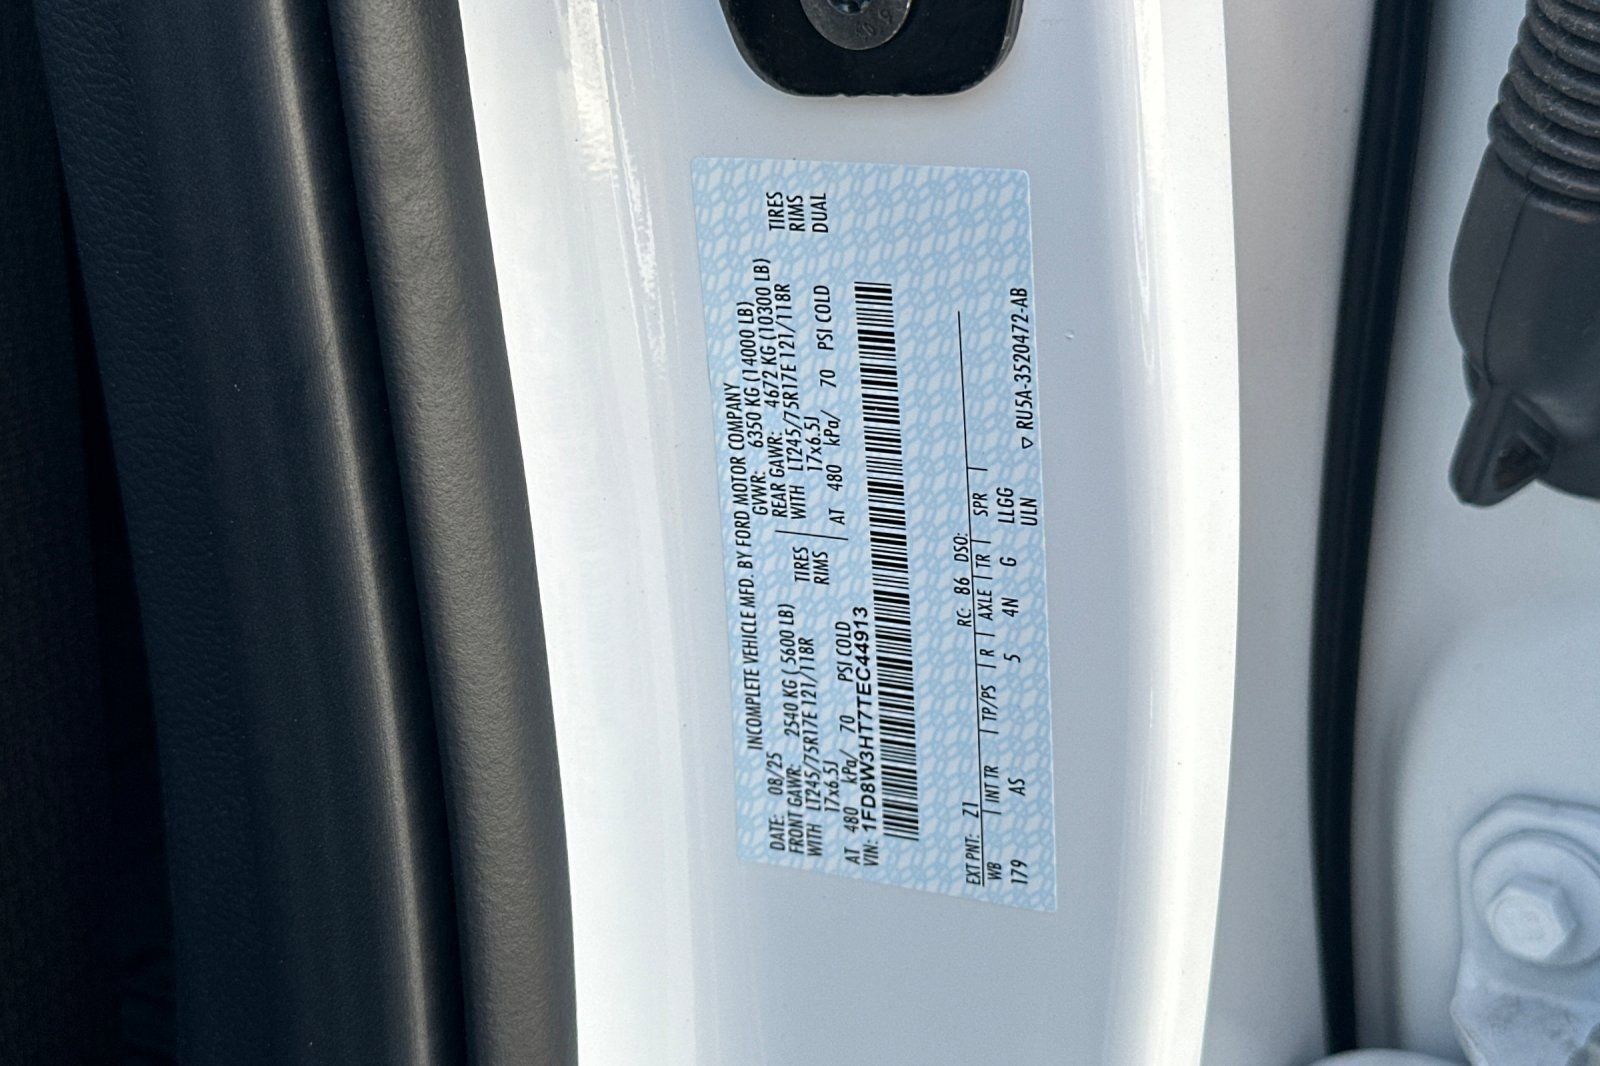 INCOMPLETE VEHICLE MFD. BY FORD MOTOR COMPANY
DATE: 08/25 GVWR: 6350 KG (14000 LB)
FRONT GAWR: 2540 KG (5600 LB) REAR GAWR: 4672 KG (10300 LB)
WITH LT245/75R17E 121/118R TIRES WITH LT245/75R17E 121/118R TIRES
17x6.5J RIMS 17x6.5J RIMS
AT 480 kPa/ 70 PSI COLD AT 480 kPa/ 70 PSI COLD DUAL
VIN: 1FD8W3HT7TEC44913
EXT PNT: Z1 RC: 86 DSO:
WB INT TR TP/PS R AXLE TR SPR
179 AS 5 4N G LLGG
ULN
▽ RU5A-3520472-AB